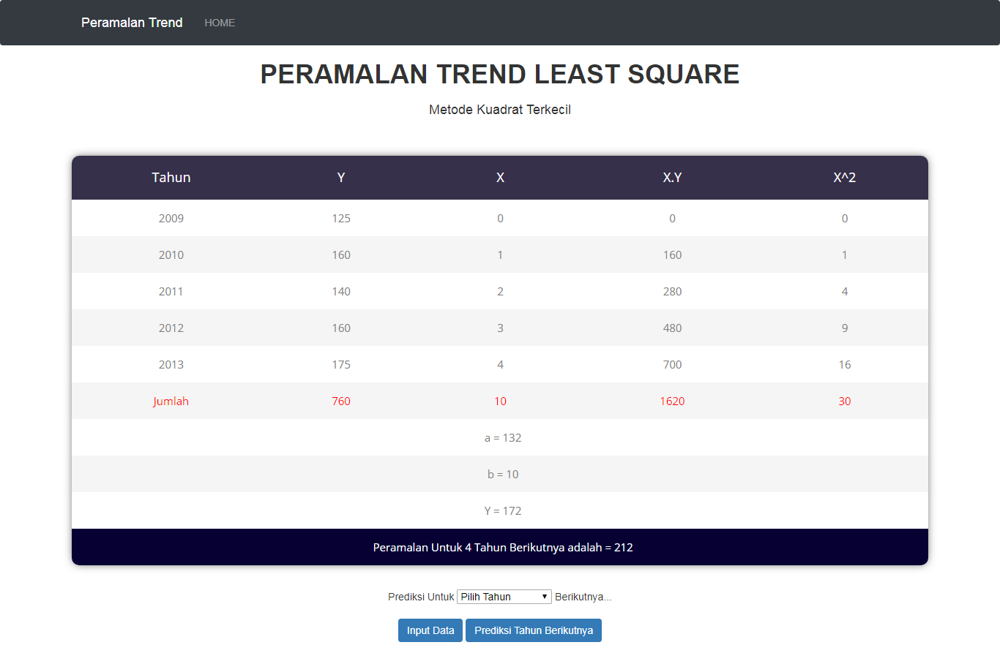 Peramalan Trend HOME
PERAMALAN TREND LEAST SQUARE
Metode Kuadrat Terkecil
Tahun Y X X.Y X^2
2009 125 0 0 0
2010 160 1 160 1
2011 140 2 280 4
2012 160 3 480 9
2013 175 4 700 16
Jumlah 760 10 1620 30
a = 132
b = 10
Y = 172
Peramalan Untuk 4 Tahun Berikutnya adalah = 212
Prediksi Untuk Pilih Tahun Berikutnya...
Input Data Prediksi Tahun Berikutnya